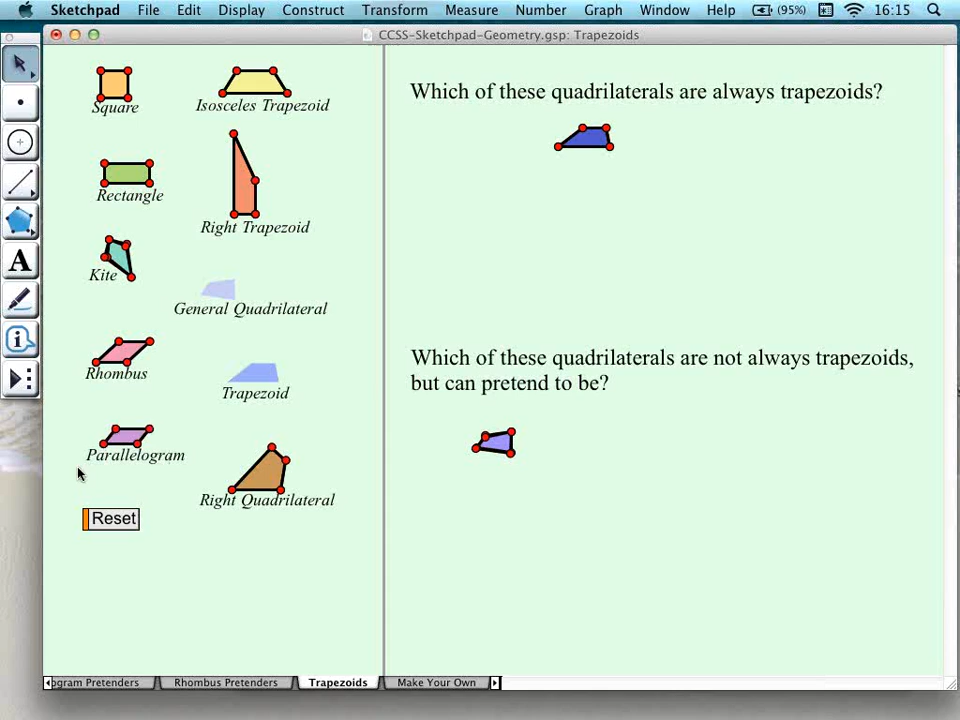 Sketchpad File Edit Display Construct Transform Measure Number Graph Window Help (95%) 16:15
CCSS-Sketchpad-Geometry.gsp: Trapezoids
Square
Isosceles Trapezoid
Rectangle
Right Trapezoid
Kite
General Quadrilateral
Rhombus
Trapezoid
Parallelogram
Right Quadrilateral
Reset
A
Which of these quadrilaterals are always trapezoids?
Which of these quadrilaterals are not always trapezoids,
but can pretend to be?
ogram Pretenders Rhombus Pretenders Trapezoids Make Your Own